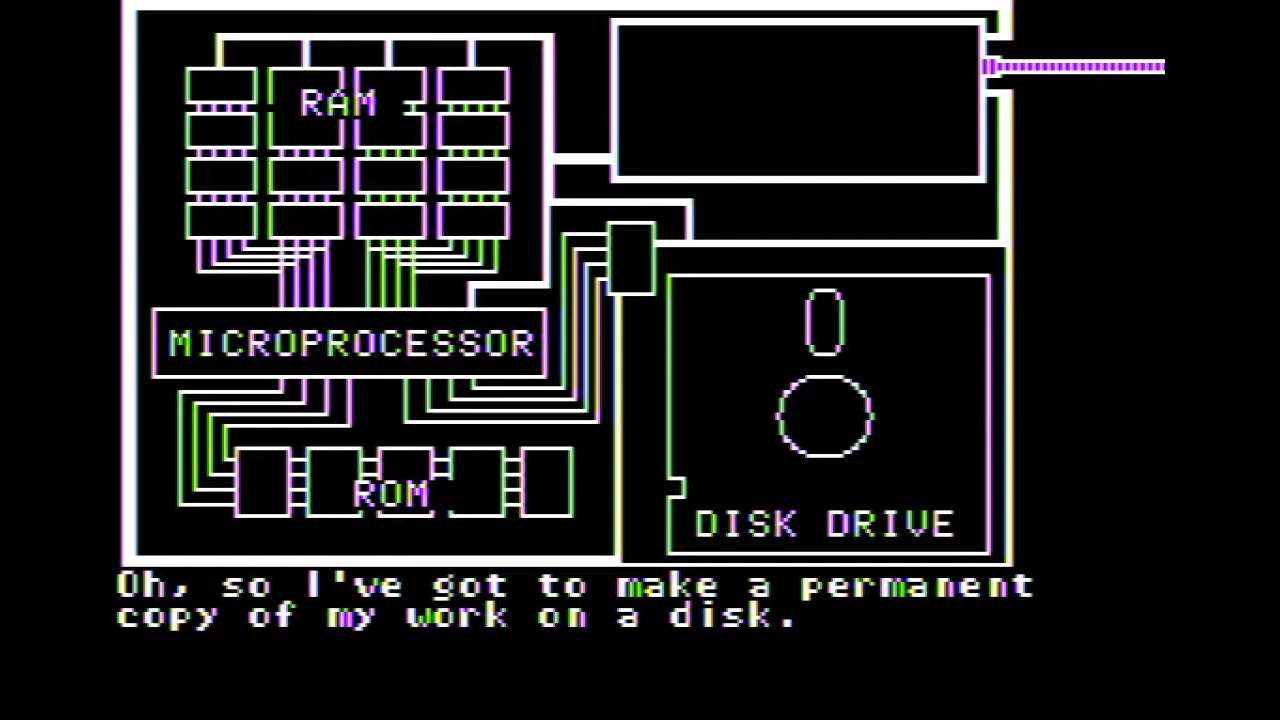 RAM
MICROPROCESSOR
ROM
DISK DRIVE
Oh, so I've got to make a permanent
copy of my work on a disk.